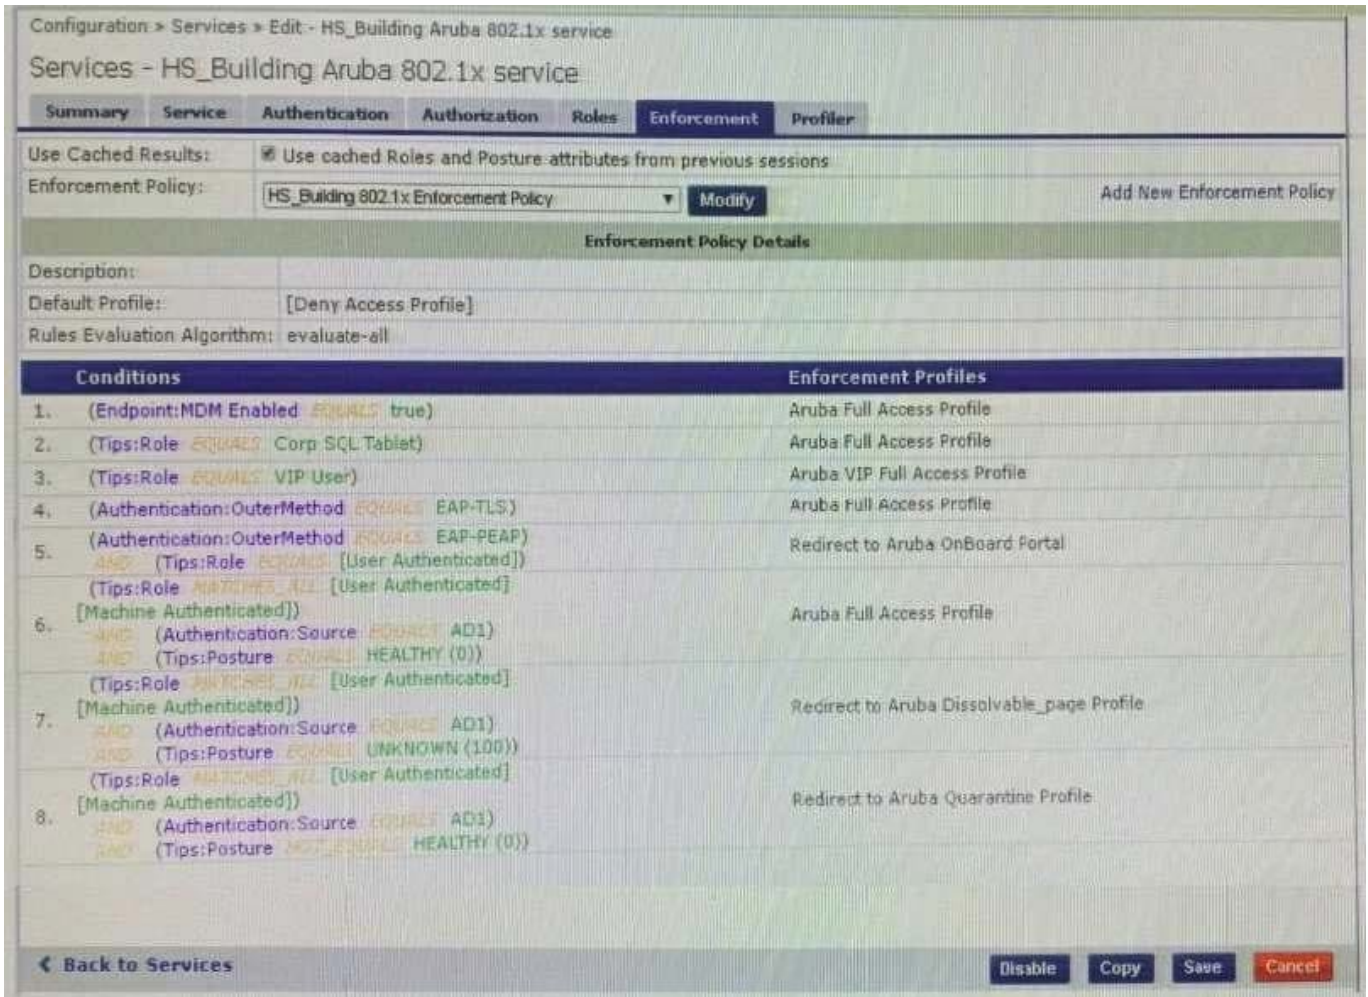 Configuration » Services » Edit - HS_Building Aruba 802.1x service
Services - HS_Building Aruba 802.1x service
Summary Service Authentication Authorization Roles Enforcement Profiler
Use Cached Results: Use cached Roles and Posture attributes from previous sessions
Enforcement Policy: HS_Building 802.1x Enforcement Policy Modify Add New Enforcement Policy
Enforcement Policy Details
Description:
Default Profile: [Deny Access Profile]
Rules Evaluation Algorithm: evaluate-all
Conditions Enforcement Profiles
1. (Endpoint:MDM Enabled EQUALS true) Aruba Full Access Profile
2. (Tips:Role EQUALS Corp SQL Tablet) Aruba Full Access Profile
3. (Tips:Role EQUALS VIP User) Aruba VIP Full Access Profile
4. (Authentication:OuterMethod EQUALS EAP-TLS) Aruba Full Access Profile
(Authentication:OuterMethod EQUALS EAP-PEAP)
5. AND (Tips:Role EQUALS [User Authenticated]) Redirect to Aruba OnBoard Portal
(Tips:Role MATCHES_ALL [User Authenticated]
[Machine Authenticated])
6. AND (Authentication:Source EQUALS AD1) Aruba Full Access Profile
AND (Tips:Posture EQUALS HEALTHY (0))
(Tips:Role MATCHES_ALL [User Authenticated]
[Machine Authenticated])
7. AND (Authentication:Source EQUALS AD1) Redirect to Aruba Dissolvable_page Profile
AND (Tips:Posture EQUALS UNKNOWN (100))
(Tips:Role MATCHES_ALL [User Authenticated]
[Machine Authenticated])
8. AND (Authentication:Source EQUALS AD1) Redirect to Aruba Quarantine Profile
AND (Tips:Posture NOT_EQUALS HEALTHY (0))
Back to Services Disable Copy Save Cancel